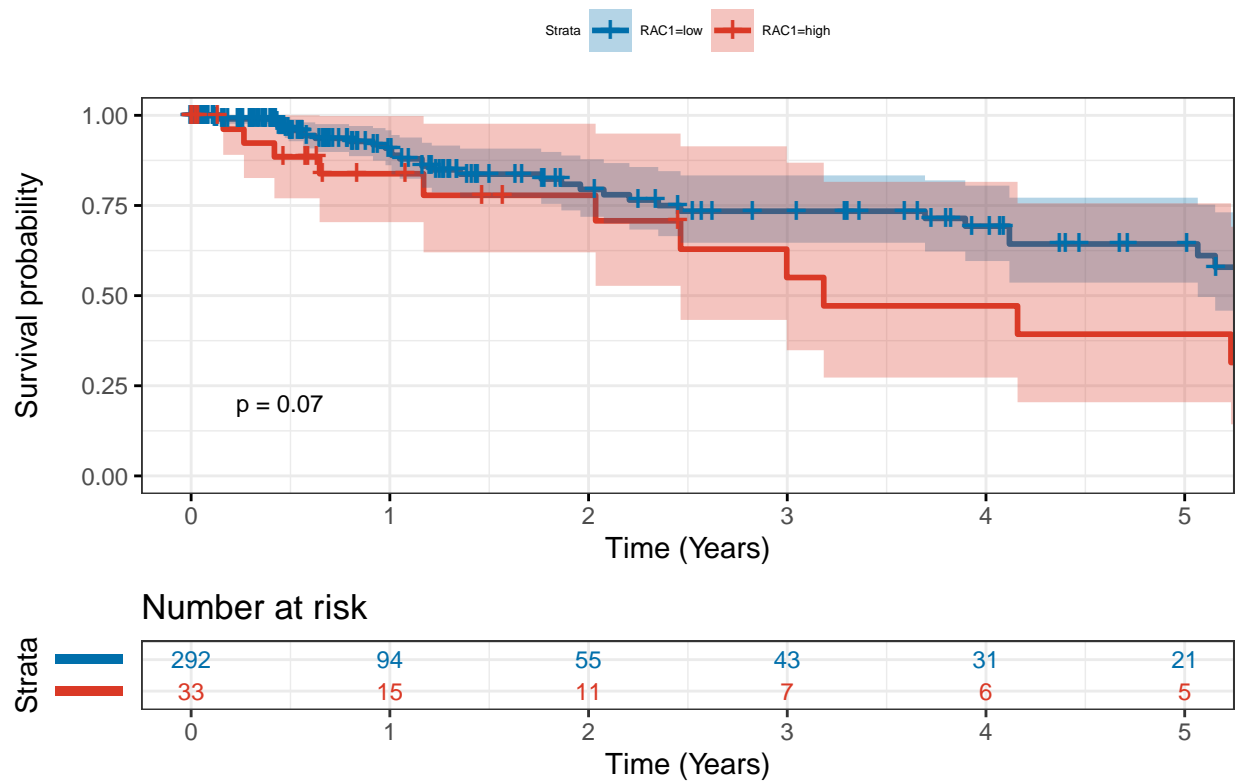 Strata RAC1=low RAC1=high
1.00
0.75
0.50
0.25
0.00
Survival probability
p = 0.07
0 1 2 3 4 5
Time (Years)
Number at risk
Strata
292 94 55 43 31 21
33 15 11 7 6 5
0 1 2 3 4 5
Time (Years)